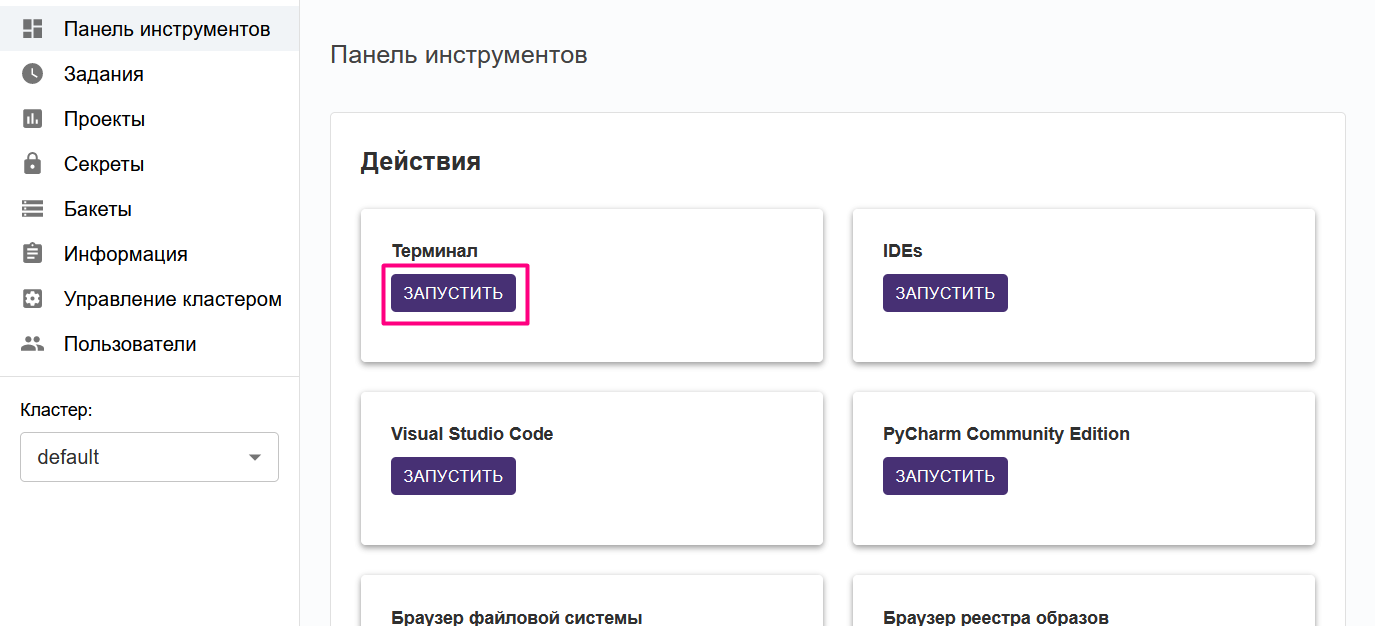 Панель инструментов
Задания
Проекты
Секреты
Бакеты
Информация
Управление кластером
Пользователи
Кластер:
default
Панель инструментов
Действия
Терминал
ЗАПУСТИТЬ
IDEs
ЗАПУСТИТЬ
Visual Studio Code
ЗАПУСТИТЬ
PyCharm Community Edition
ЗАПУСТИТЬ
Браузер файловой системы
Браузер реестра образов